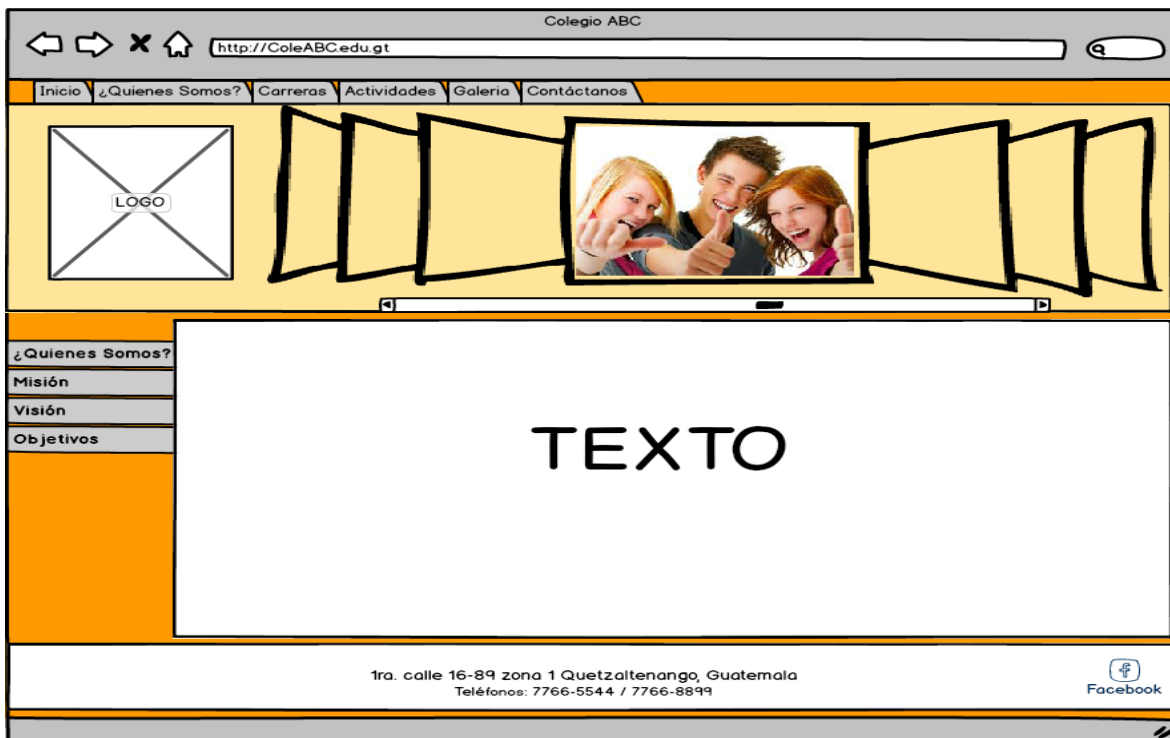 Colegio ABC
http://ColeABC.edu.gt
Inicio ¿Quienes Somos? Carreras Actividades Galeria Contáctanos
LOGO
¿Quienes Somos?
Misión
Visión
Objetivos
TEXTO
1ra. calle 16-89 zona 1 Quetzaltenango, Guatemala
Teléfonos: 7766-5544 / 7766-8899
Facebook